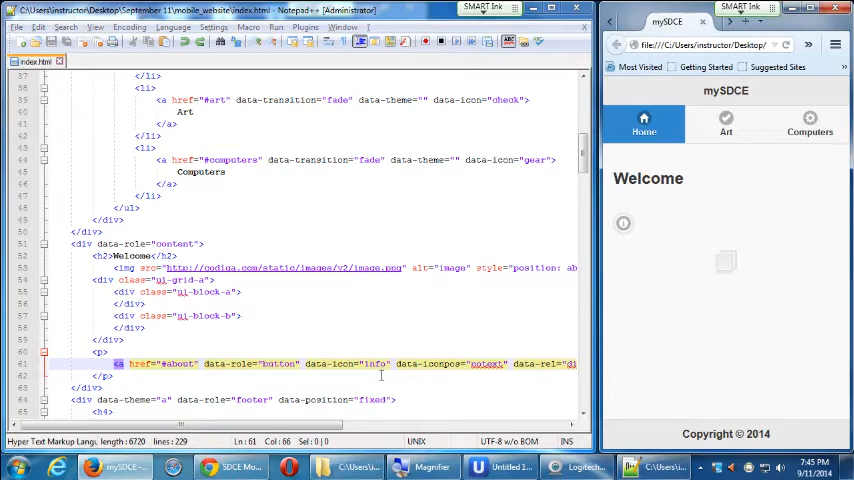 C:\Users\instructor\Desktop\September 11\mobile_website\index.html - Notepad++ [Administrator]
SMART Ink
File Edit Search View Encoding Language Settings Macro Run Plugins Window ?
index.html
37 </li>
38 <li>
39 <a href="#art" data-transition="fade" data-theme="" data-icon="check">
40 Art
41 </a>
42 </li>
43 <li>
44 <a href="#computers" data-transition="fade" data-theme="" data-icon="gear">
45 Computers
46 </a>
47 </li>
48 </ul>
49 </div>
50 </div>
51 <div data-role="content">
52 <h2>Welcome</h2>
53 <img src="http://codiqa.com/static/images/v2/image.png" alt="image" style="position: ab
54 <div class="ui-grid-a">
55 <div class="ui-block-a">
56 </div>
57 <div class="ui-block-b">
58 </div>
59 </div>
60 <p>
61 <a href="#about" data-role="button" data-icon="info" data-iconpos="notext" data-rel="di
62 </p>
63 </div>
64 <div data-theme="a" data-role="footer" data-position="fixed">
65 <h4>
Hyper Text Markup Lang length : 6720 lines : 229 Ln : 61 Col : 66 Sel : 0 | 0 UNIX UTF-8 w/o BOM INS
SMART Ink
mySDCE
file:///C:/Users/instructor/Desktop/
Most Visited Getting Started Suggested Sites
mySDCE
Home Art Computers
Welcome
Copyright © 2014
mySDCE - ... SDCE Mo... C:\Users\i... Magnifier Untitled 1... Logitech... C:\Users\i...
7:45 PM
9/11/2014